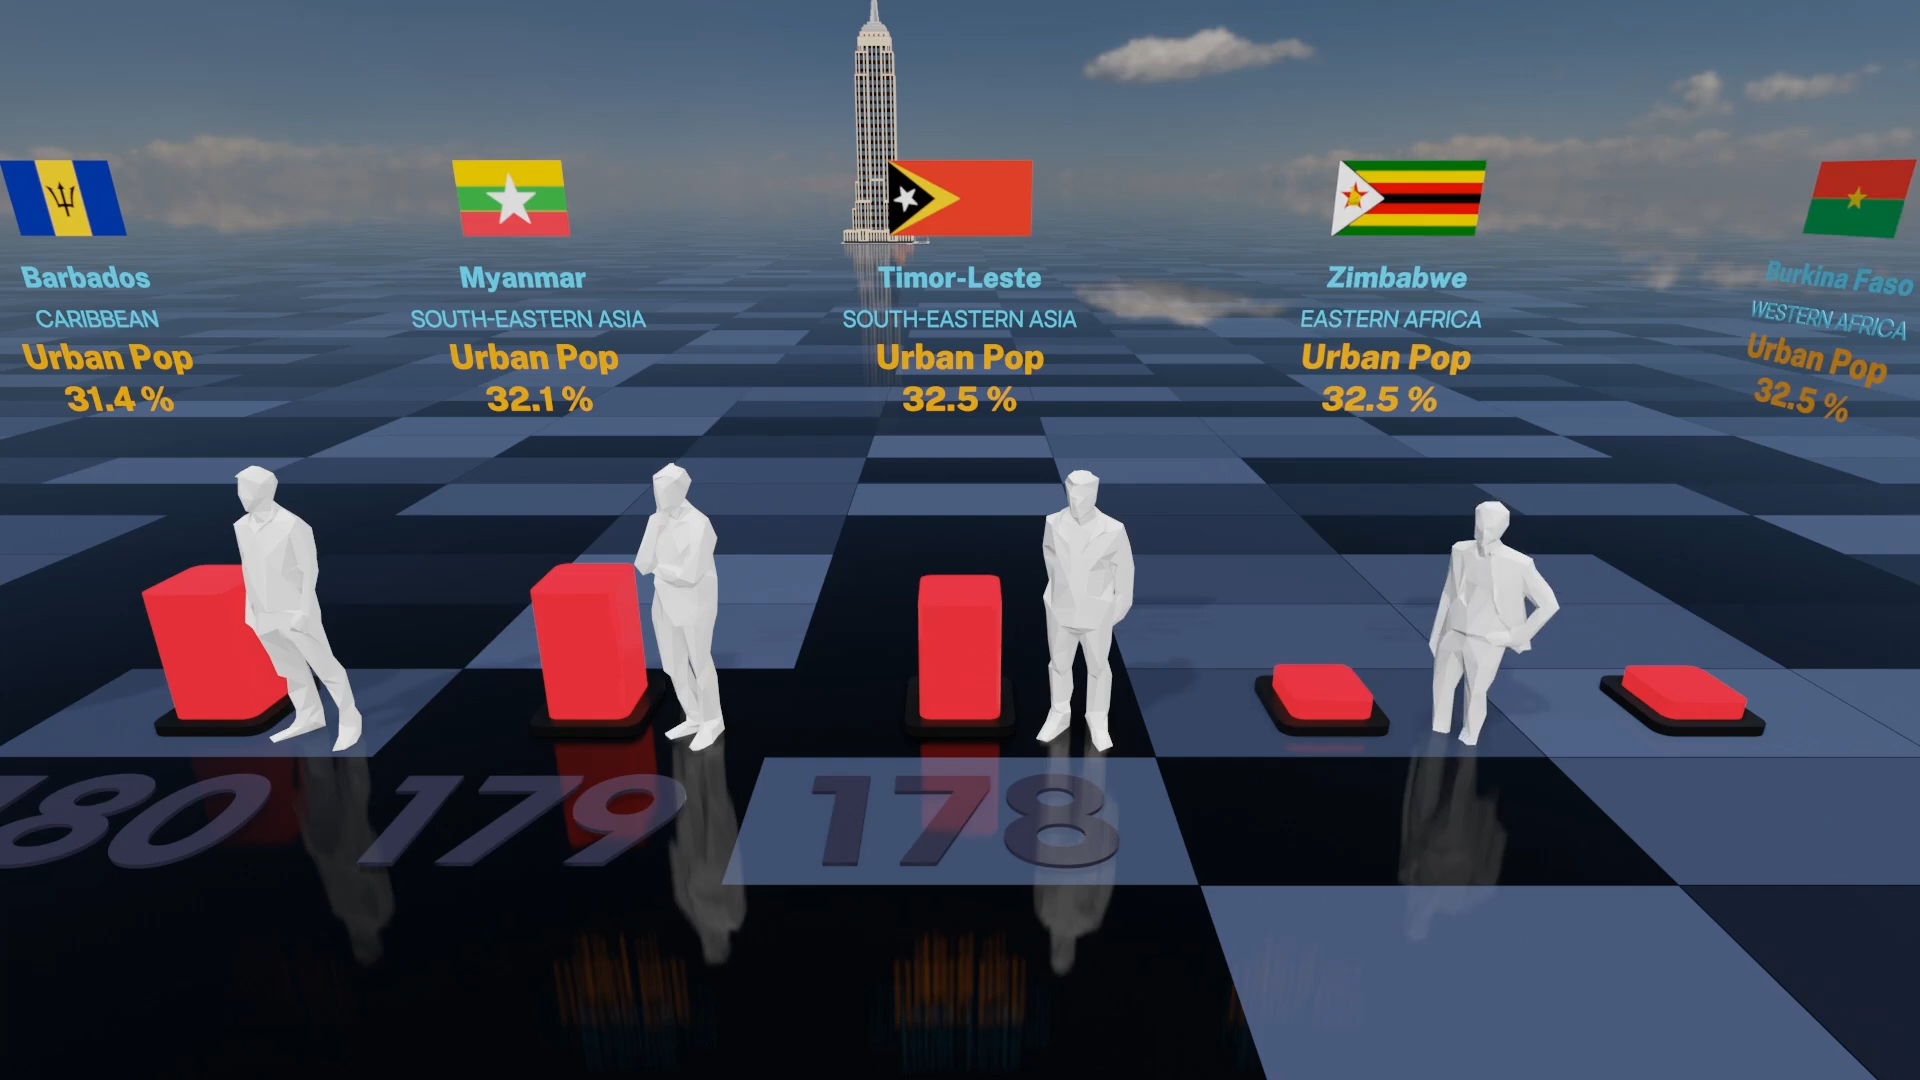 Barbados
CARIBBEAN
Urban Pop
31.4 %
Myanmar
SOUTH-EASTERN ASIA
Urban Pop
32.1 %
Timor-Leste
SOUTH-EASTERN ASIA
Urban Pop
32.5 %
Zimbabwe
EASTERN AFRICA
Urban Pop
32.5 %
Burkina Faso
WESTERN AFRICA
Urban Pop
32.5 %
180
179
178